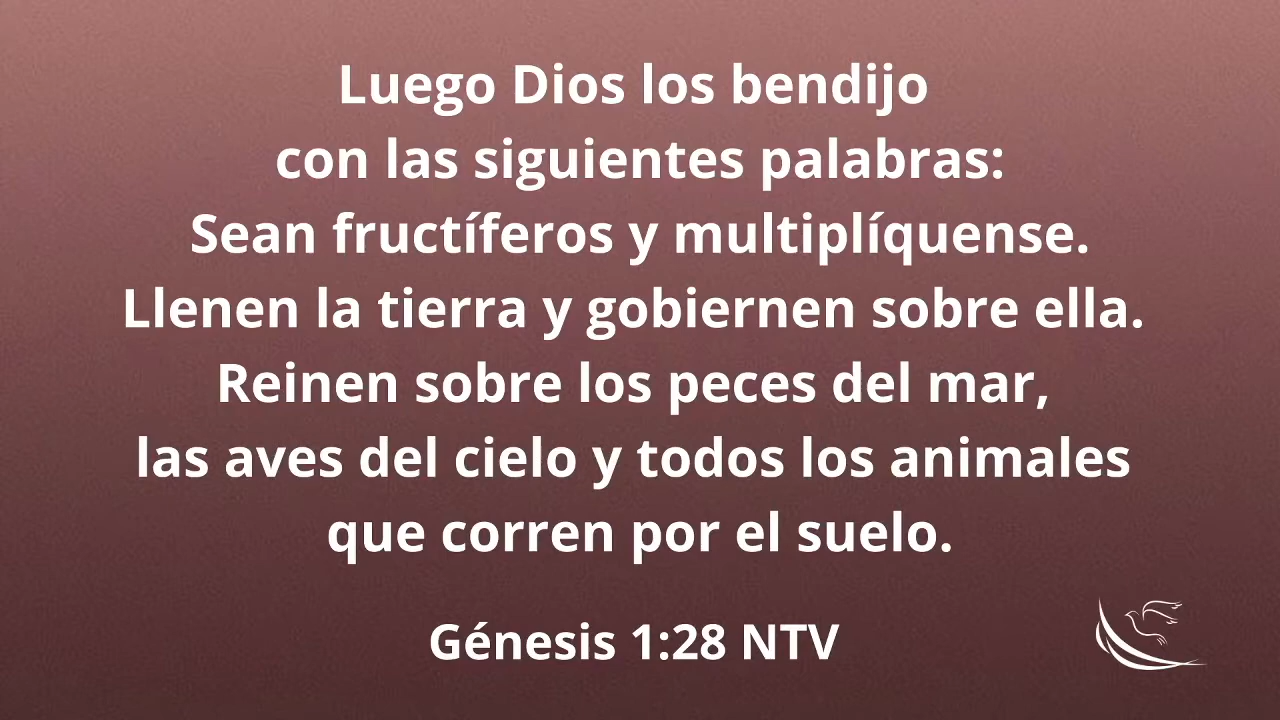 Luego Dios los bendijo
con las siguientes palabras:
Sean fructíferos y multiplíquense.
Llenen la tierra y gobiernen sobre ella.
Reinen sobre los peces del mar,
las aves del cielo y todos los animales
que corren por el suelo.
Génesis 1:28 NTV